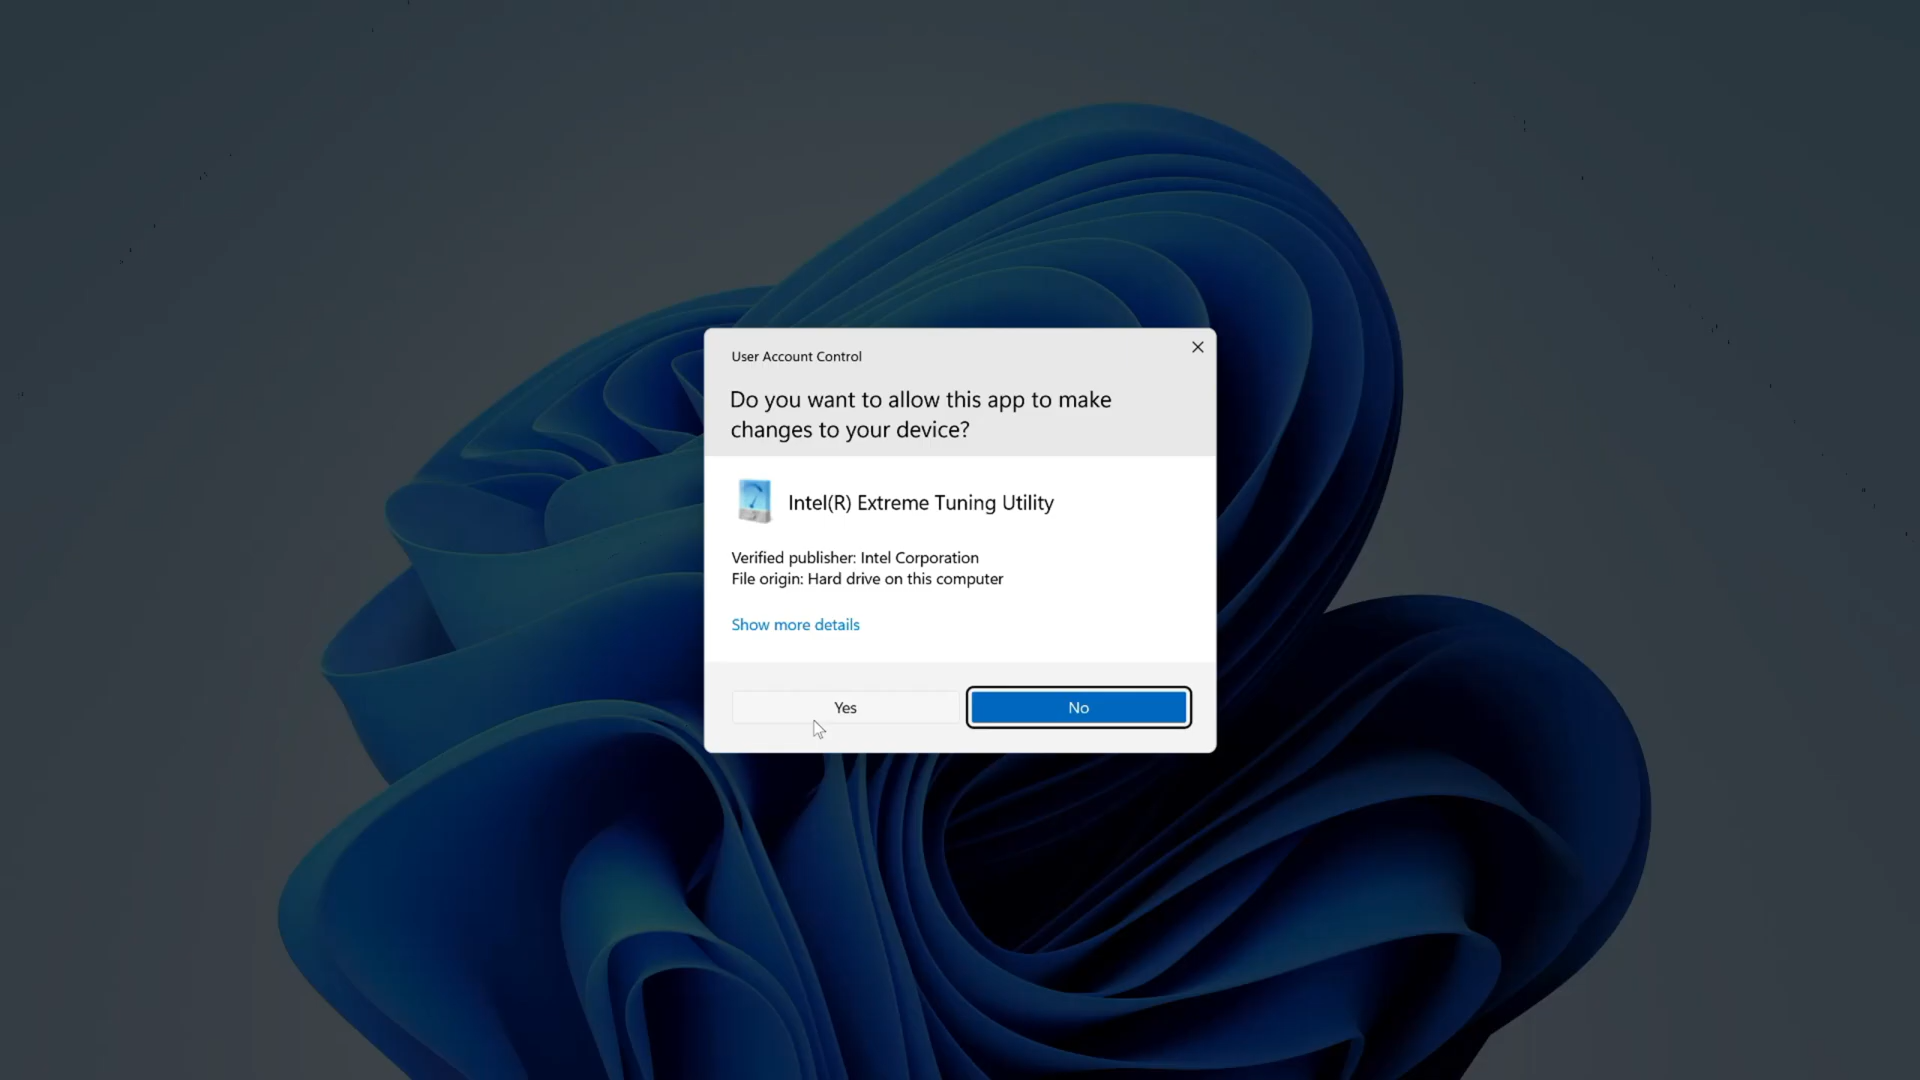 User Account Control
Do you want to allow this app to make
changes to your device?
Intel(R) Extreme Tuning Utility
Verified publisher: Intel Corporation
File origin: Hard drive on this computer
Show more details
Yes
No